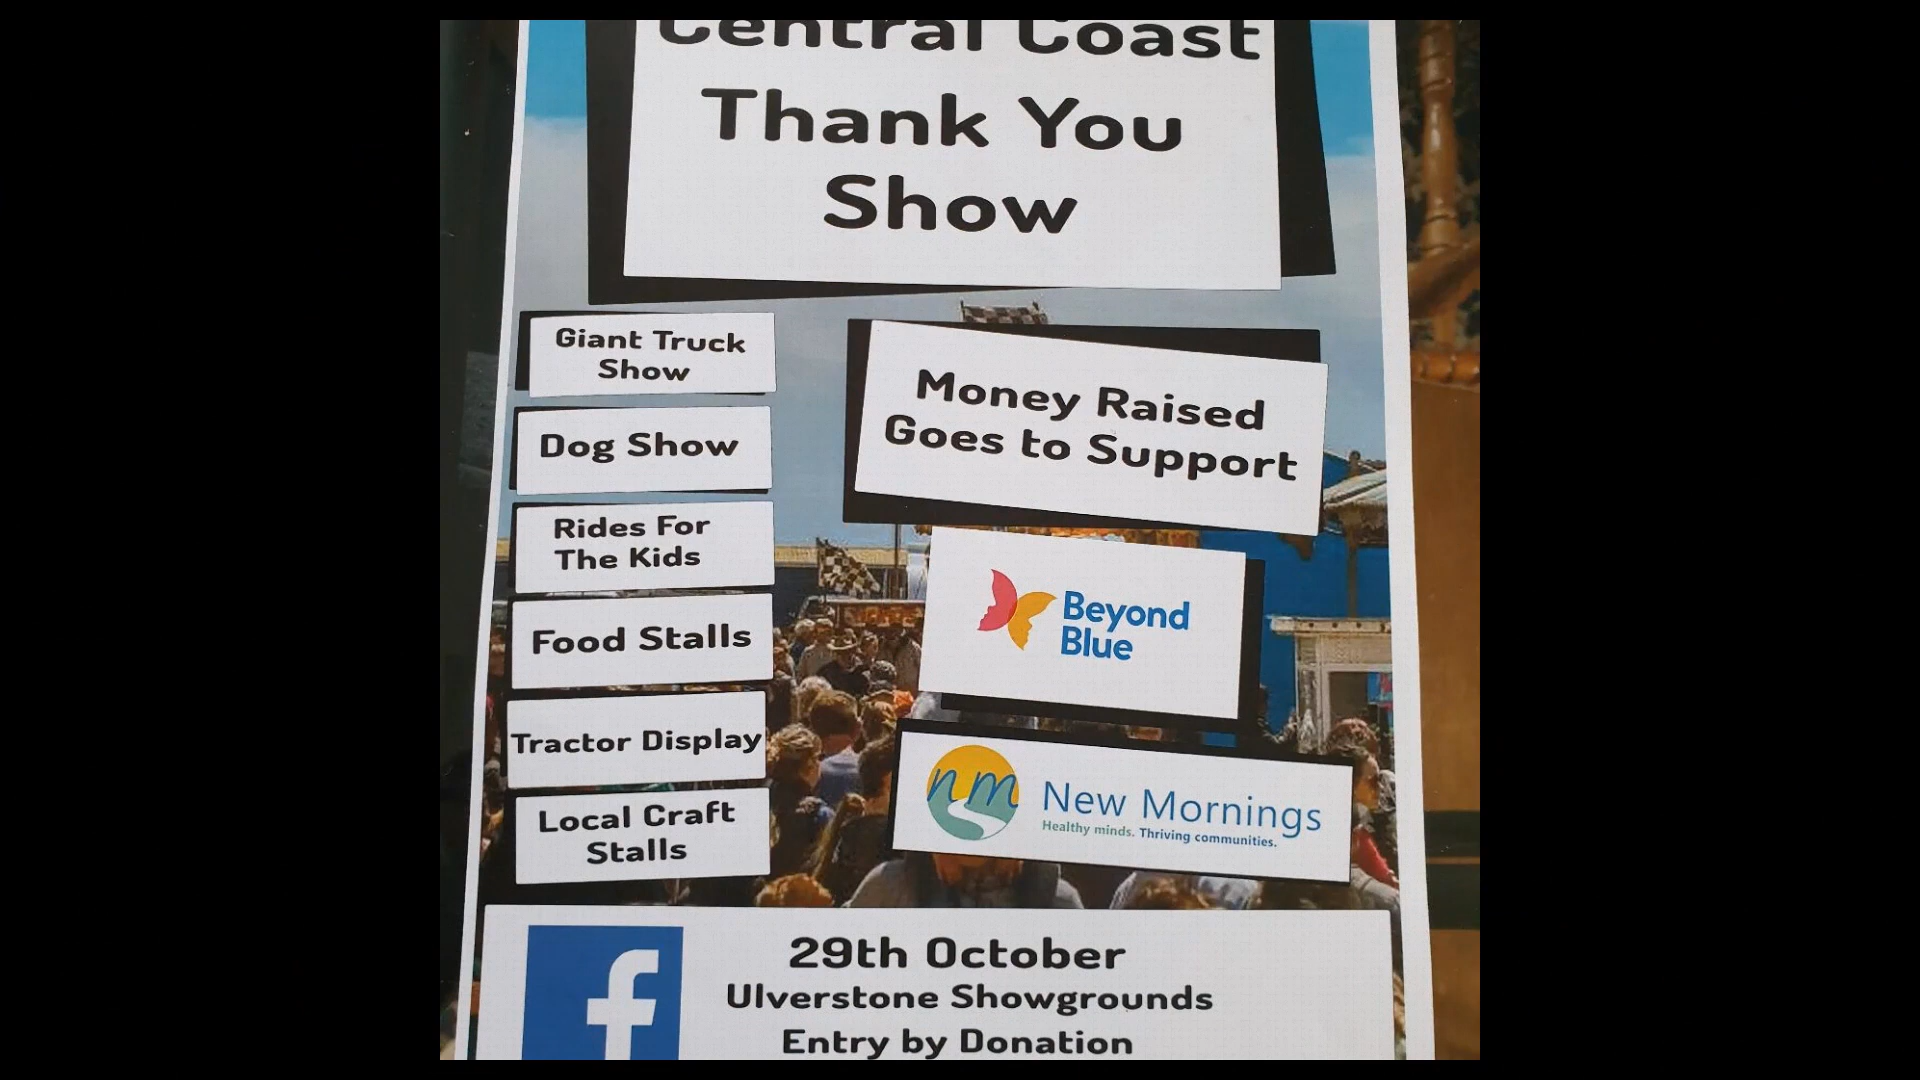 Central Coast
Thank You
Show
Giant Truck
Show
Dog Show
Rides For
The Kids
Food Stalls
Tractor Display
Local Craft
Stalls
Money Raised
Goes to Support
Beyond
Blue
nm
New Mornings
Healthy minds. Thriving communities.
f
29th October
Ulverstone Showgrounds
Entry by Donation